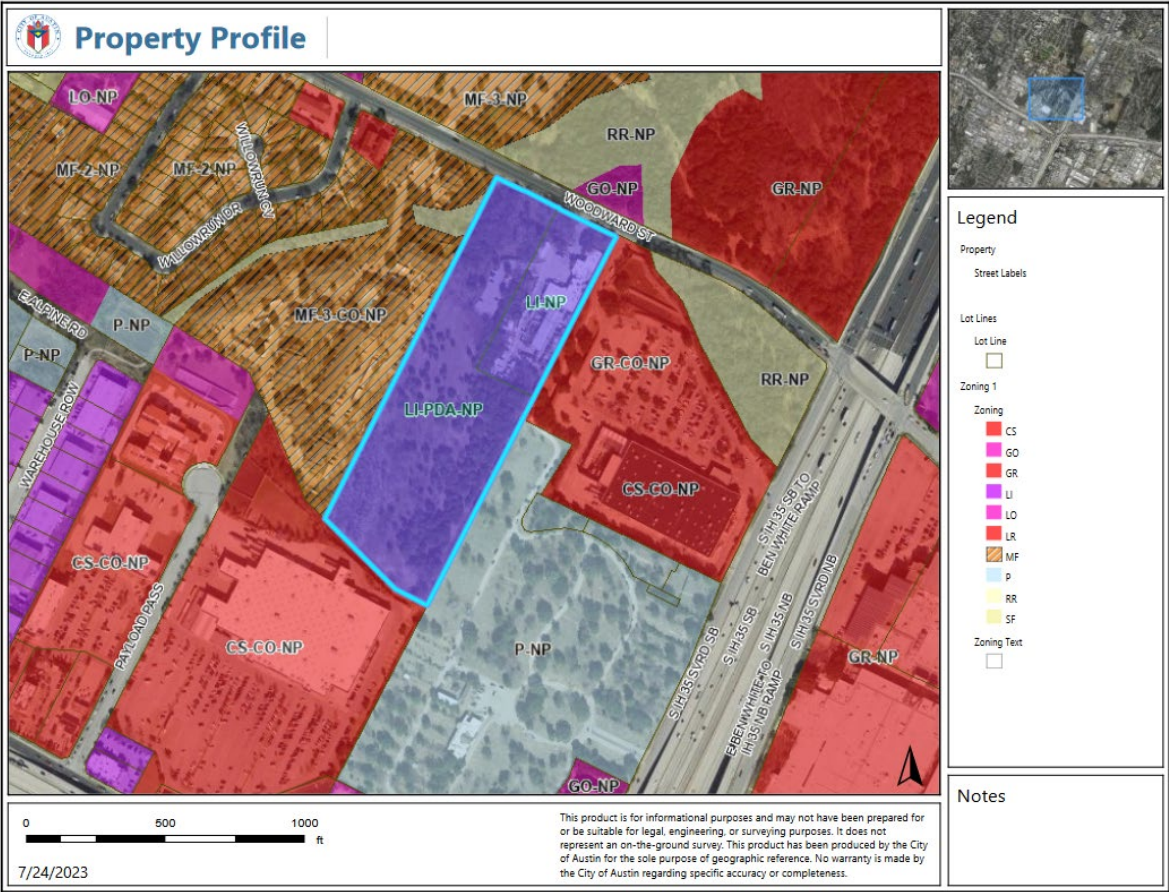 Property Profile
LO-NP
MF-3-NP
RR-NP
MF-2-NP
MF-2-NP
WILLOWRUN CV
GO-NP
GR-NP
WOODWARD ST
WILLOWRUN DR
E ALPINE RD
P-NP
P-NP
MF-3-CO-NP
LI-NP
GR-CO-NP
RR-NP
LI-PDA-NP
WAREHOUSE ROW
CS-CO-NP
S IH 35 SB TO
BEN WHITE RAMP
CS-CO-NP
PAYLOAD PASS
CS-CO-NP
P-NP
S IH 35 SVRD SB
S IH 35 SB
S IH 35 NB
S IH 35 SVRD NB
E BEN WHITE TO
IH 35 NB RAMP
GR-NP
GO-NP
Legend
Property
Street Labels
Lot Lines
Lot Line
Zoning 1
Zoning
CS
GO
GR
LI
LO
LR
MF
P
RR
SF
Zoning Text
Notes
0 500 1000
ft
7/24/2023
This product is for informational purposes and may not have been prepared for
or be suitable for legal, engineering, or surveying purposes. It does not
represent an on-the-ground survey. This product has been produced by the City
of Austin for the sole purpose of geographic reference. No warranty is made by
the City of Austin regarding specific accuracy or completeness.